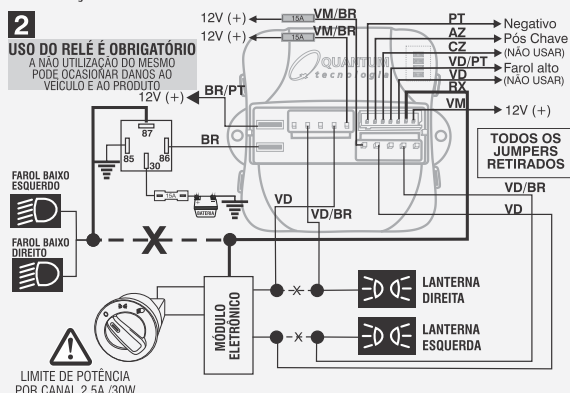 2
USO DO RELÉ É OBRIGATÓRIO
A NÃO UTILIZAÇÃO DO MESMO
PODE OCASIONAR DANOS AO
VEÍCULO E AO PRODUTO
12V (+)
15A
VM/BR
12V (+)
15A
VM/BR
12V (+)
BR/PT
BR
QUANTUM
tecnologia
PT
Negativo
AZ
Pós Chave
CZ
(NÃO USAR)
VD/PT
Farol alto
VD
(NÃO USAR)
RX
VM
12V (+)
TODOS OS
JUMPERS
RETIRADOS
87
85
86
30
15A
BATERIA
FAROL BAIXO
ESQUERDO
FAROL BAIXO
DIREITO
X
VD
VD/BR
VD/BR
VD
MÓDULO
ELETRÔNICO
X
LANTERNA
DIREITA
X
LANTERNA
ESQUERDA
LIMITE DE POTÊNCIA
POR CANAL 2,5A /30W